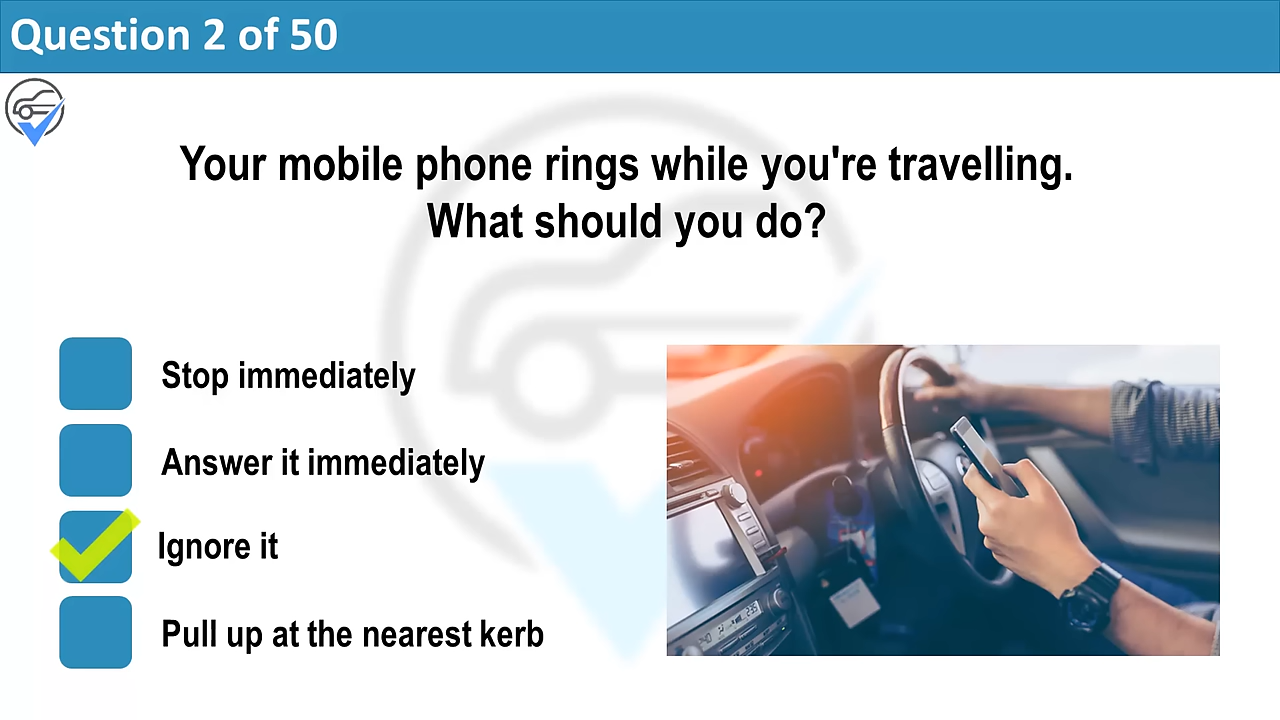 Question 2 of 50
Your mobile phone rings while you're travelling.
What should you do?
Stop immediately
Answer it immediately
Ignore it
Pull up at the nearest kerb